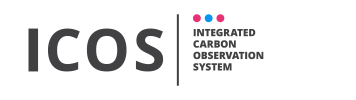 ICOS
INTEGRATED
CARBON
OBSERVATION
SYSTEM